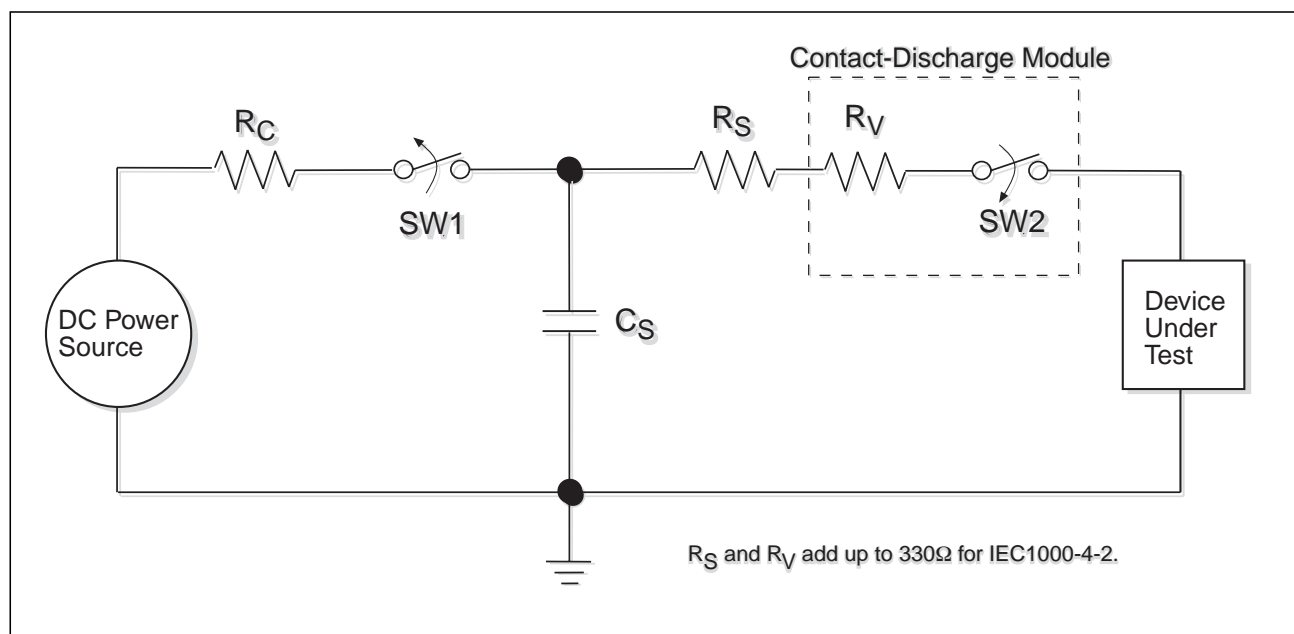 Contact-Discharge Module
RC
RS
RV
SW1
SW2
DC Power
Source
CS
Device
Under
Test
RS and RV add up to 330Ω for IEC1000-4-2.